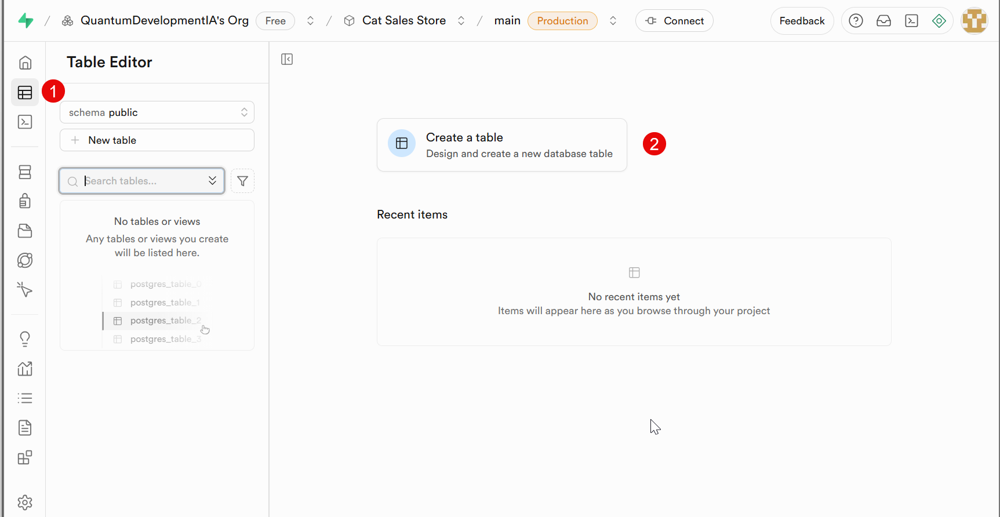 / QuantumDevelopmentIA's Org Free / Cat Sales Store / main Production Connect Feedback
Table Editor
1
schema public
New table
Search tables...
No tables or views
Any tables or views you create
will be listed here.
postgres_table_0
postgres_table_1
postgres_table_2
postgres_table_3
Create a table
Design and create a new database table
2
Recent items
No recent items yet
Items will appear here as you browse through your project